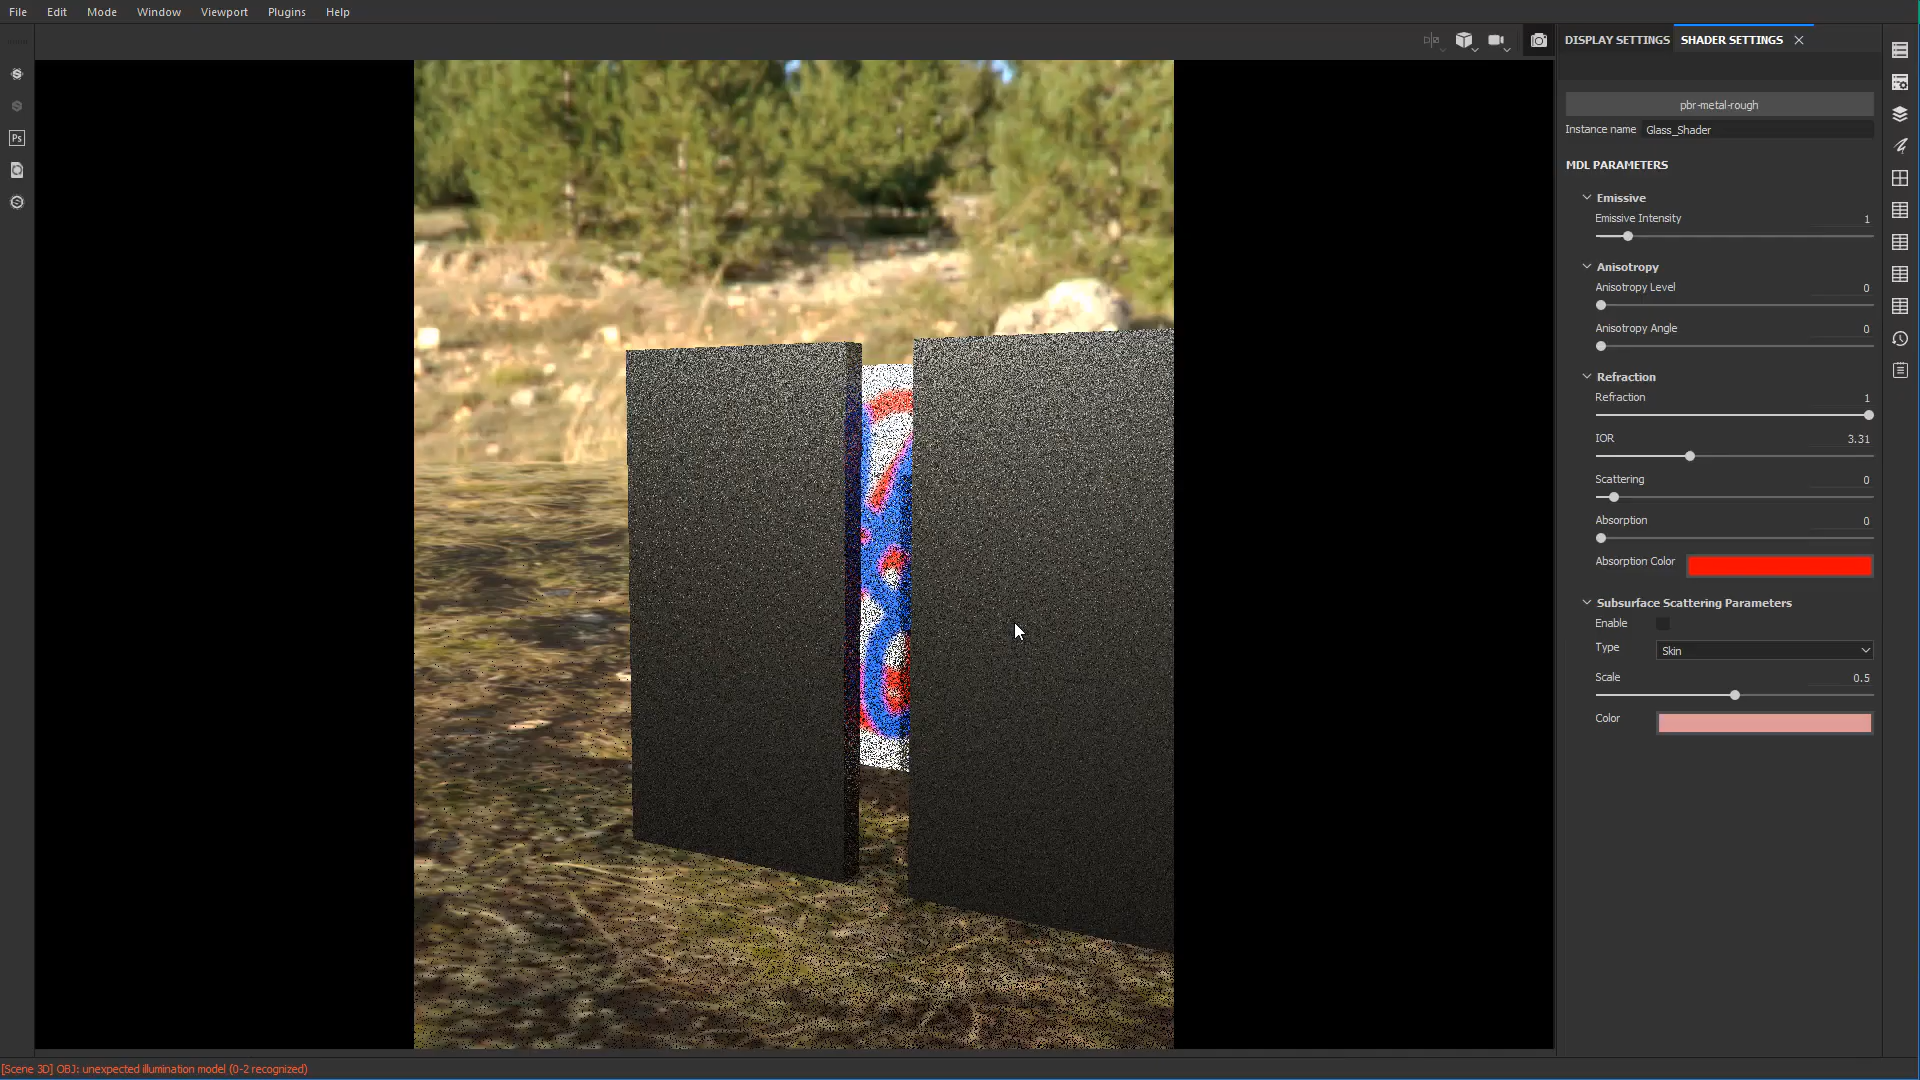 File Edit Mode Window Viewport Plugins Help
DISPLAY SETTINGS SHADER SETTINGS
Ps
pbr-metal-rough
Instance name Glass_Shader
MDL PARAMETERS
Emissive
Emissive Intensity 1
Anisotropy
Anisotropy Level 0
Anisotropy Angle 0
Refraction
Refraction 1
IOR 3.31
Scattering 0
Absorption 0
Absorption Color
Subsurface Scattering Parameters
Enable
Type Skin
Scale 0.5
Color
[Scene 3D] OBJ: unexpected illumination model (0-2 recognized)